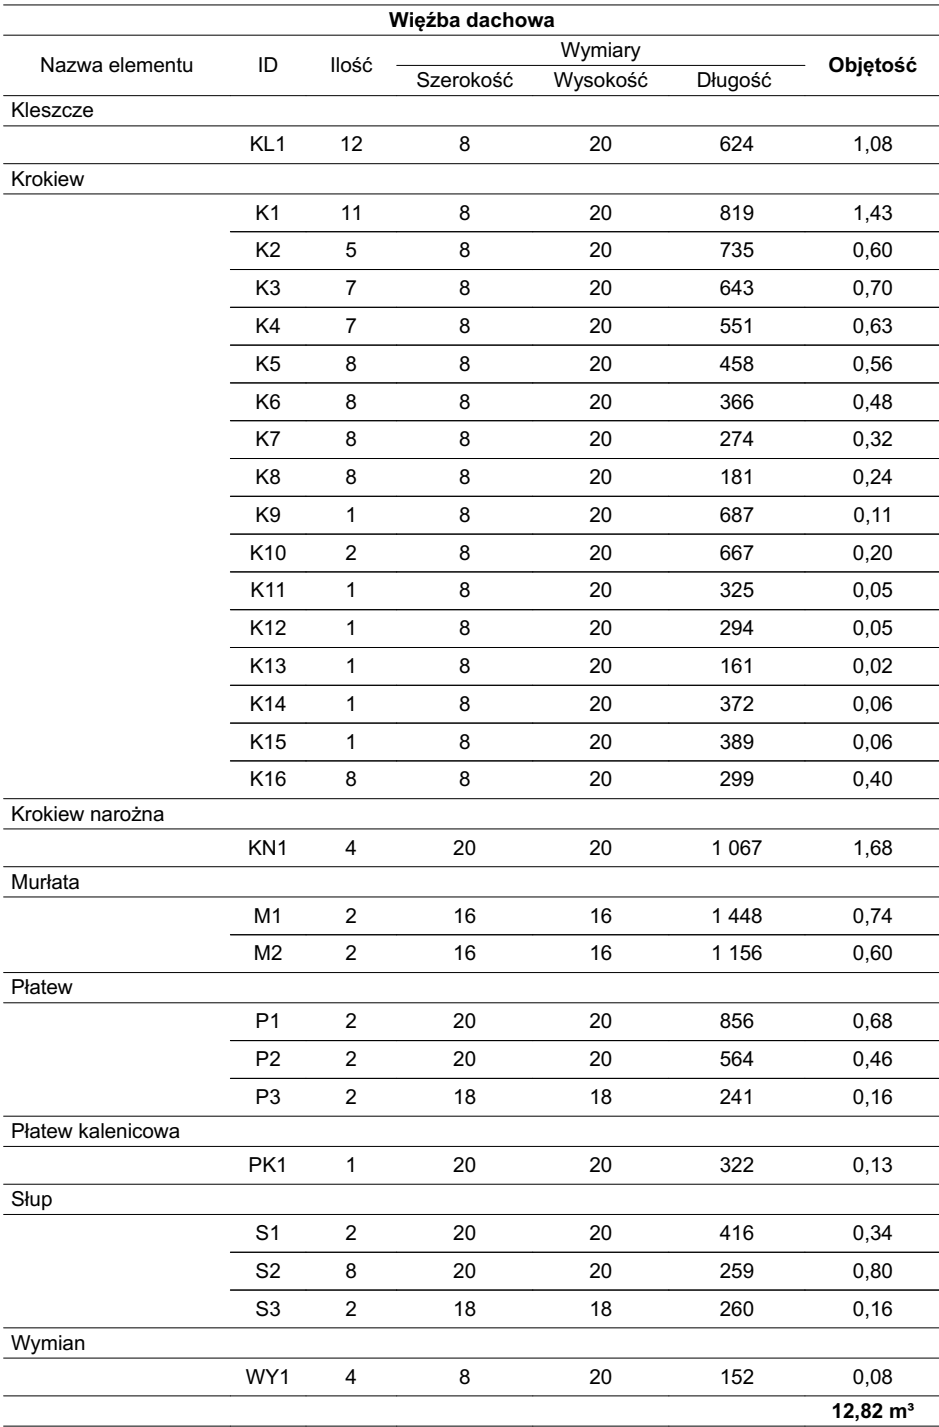 Więźba dachowa
Nazwa elementu ID Ilość Wymiary Objętość
Szerokość Wysokość Długość
Kleszcze
KL1 12 8 20 624 1,08
Krokiew
K1 11 8 20 819 1,43
K2 5 8 20 735 0,60
K3 7 8 20 643 0,70
K4 7 8 20 551 0,63
K5 8 8 20 458 0,56
K6 8 8 20 366 0,48
K7 8 8 20 274 0,32
K8 8 8 20 181 0,24
K9 1 8 20 687 0,11
K10 2 8 20 667 0,20
K11 1 8 20 325 0,05
K12 1 8 20 294 0,05
K13 1 8 20 161 0,02
K14 1 8 20 372 0,06
K15 1 8 20 389 0,06
K16 8 8 20 299 0,40
Krokiew narożna
KN1 4 20 20 1 067 1,68
Murłata
M1 2 16 16 1 448 0,74
M2 2 16 16 1 156 0,60
Płatew
P1 2 20 20 856 0,68
P2 2 20 20 564 0,46
P3 2 18 18 241 0,16
Płatew kalenicowa
PK1 1 20 20 322 0,13
Słup
S1 2 20 20 416 0,34
S2 8 20 20 259 0,80
S3 2 18 18 260 0,16
Wymian
WY1 4 8 20 152 0,08
12,82 m³